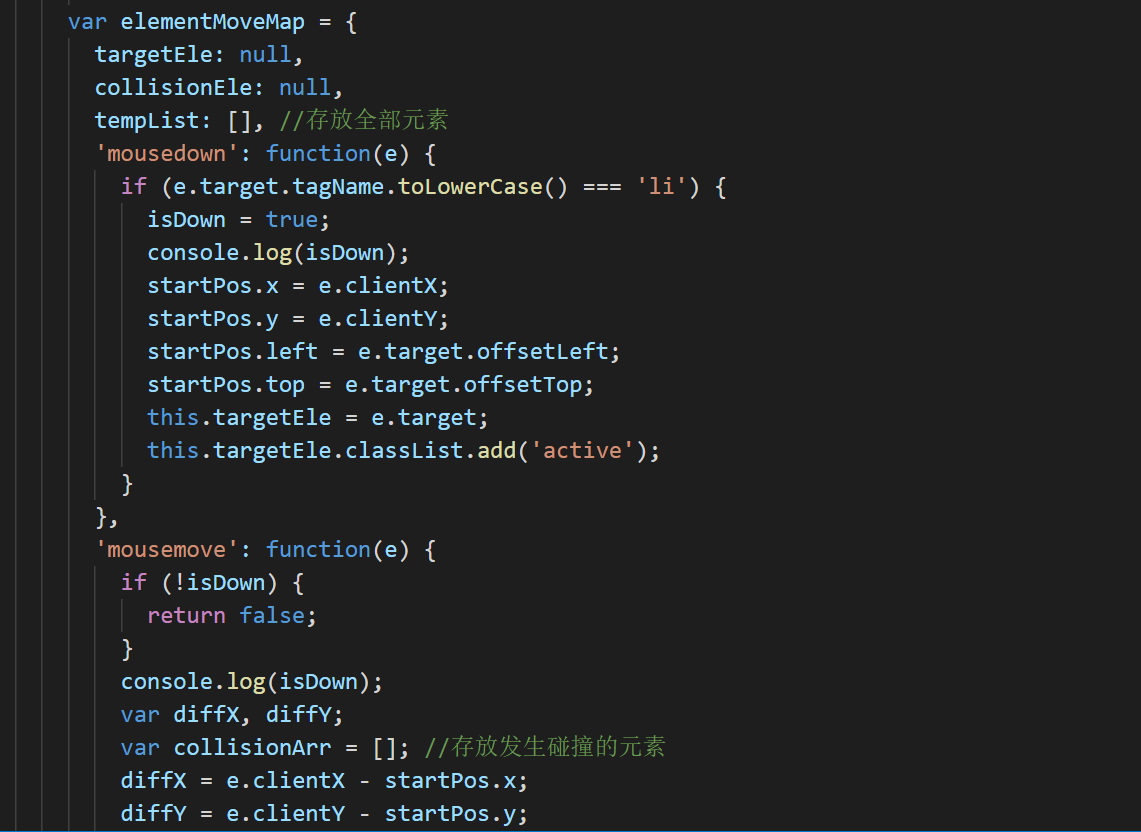 var elementMoveMap = {
targetEle: null,
collisionEle: null,
tempList: [], //存放全部元素
'mousedown': function(e) {
if (e.target.tagName.toLowerCase() === 'li') {
isDown = true;
console.log(isDown);
startPos.x = e.clientX;
startPos.y = e.clientY;
startPos.left = e.target.offsetLeft;
startPos.top = e.target.offsetTop;
this.targetEle = e.target;
this.targetEle.classList.add('active');
}
},
'mousemove': function(e) {
if (!isDown) {
return false;
}
console.log(isDown);
var diffX, diffY;
var collisionArr = []; //存放发生碰撞的元素
diffX = e.clientX - startPos.x;
diffY = e.clientY - startPos.y;